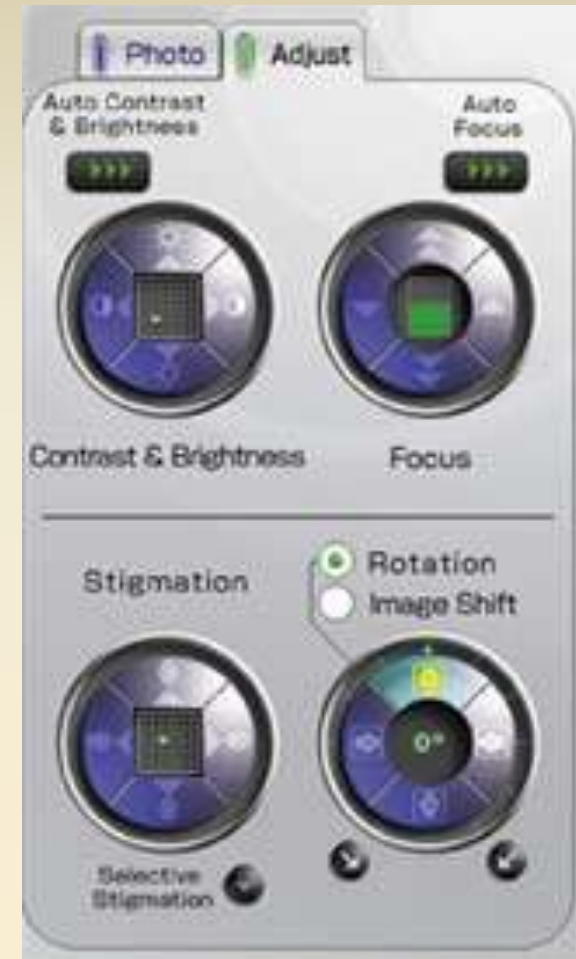 Photo
Adjust
Auto Contrast
& Brightness
Auto
Focus
Contrast & Brightness
Focus
Stigmation
Rotation
Image Shift
0°
Selective
Stigmation